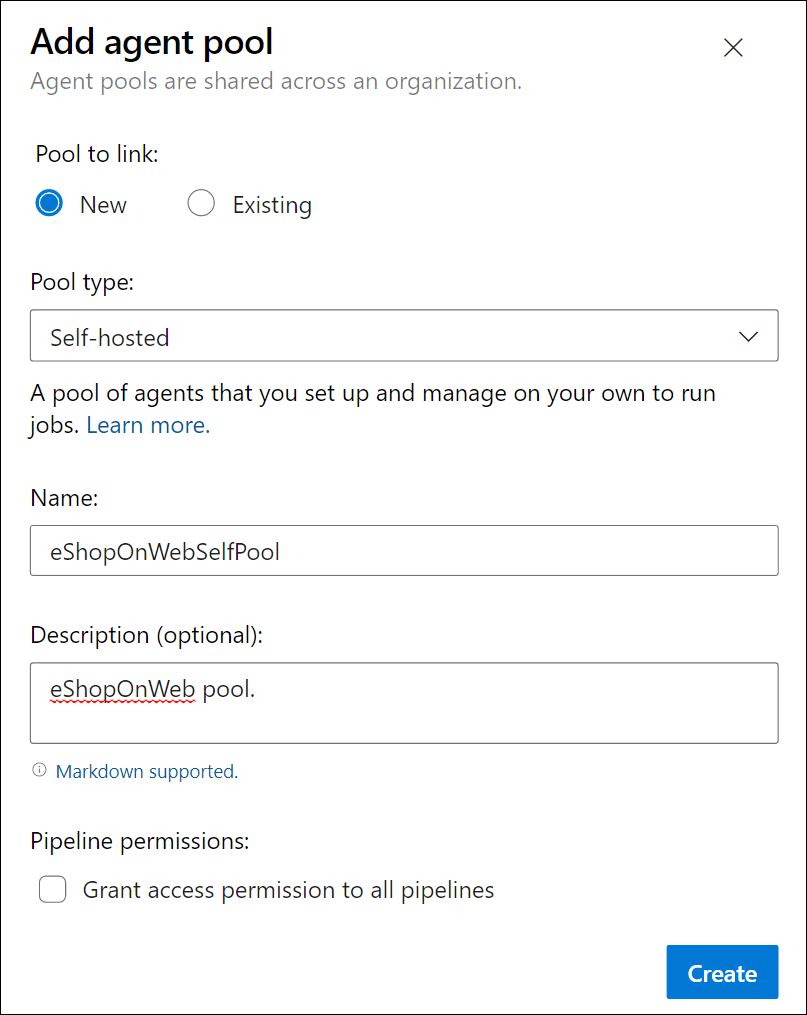 Add agent pool
Agent pools are shared across an organization.
Pool to link:
New Existing
Pool type:
Self-hosted
A pool of agents that you set up and manage on your own to run
jobs. Learn more.
Name:
eShopOnWebSelfPool
Description (optional):
eShopOnWeb pool.
Markdown supported.
Pipeline permissions:
Grant access permission to all pipelines
Create